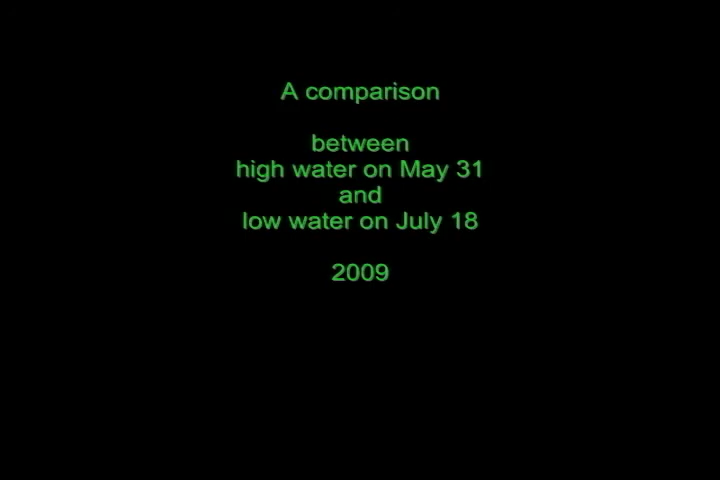 A comparison
between
high water on May 31
and
low water on July 18
2009